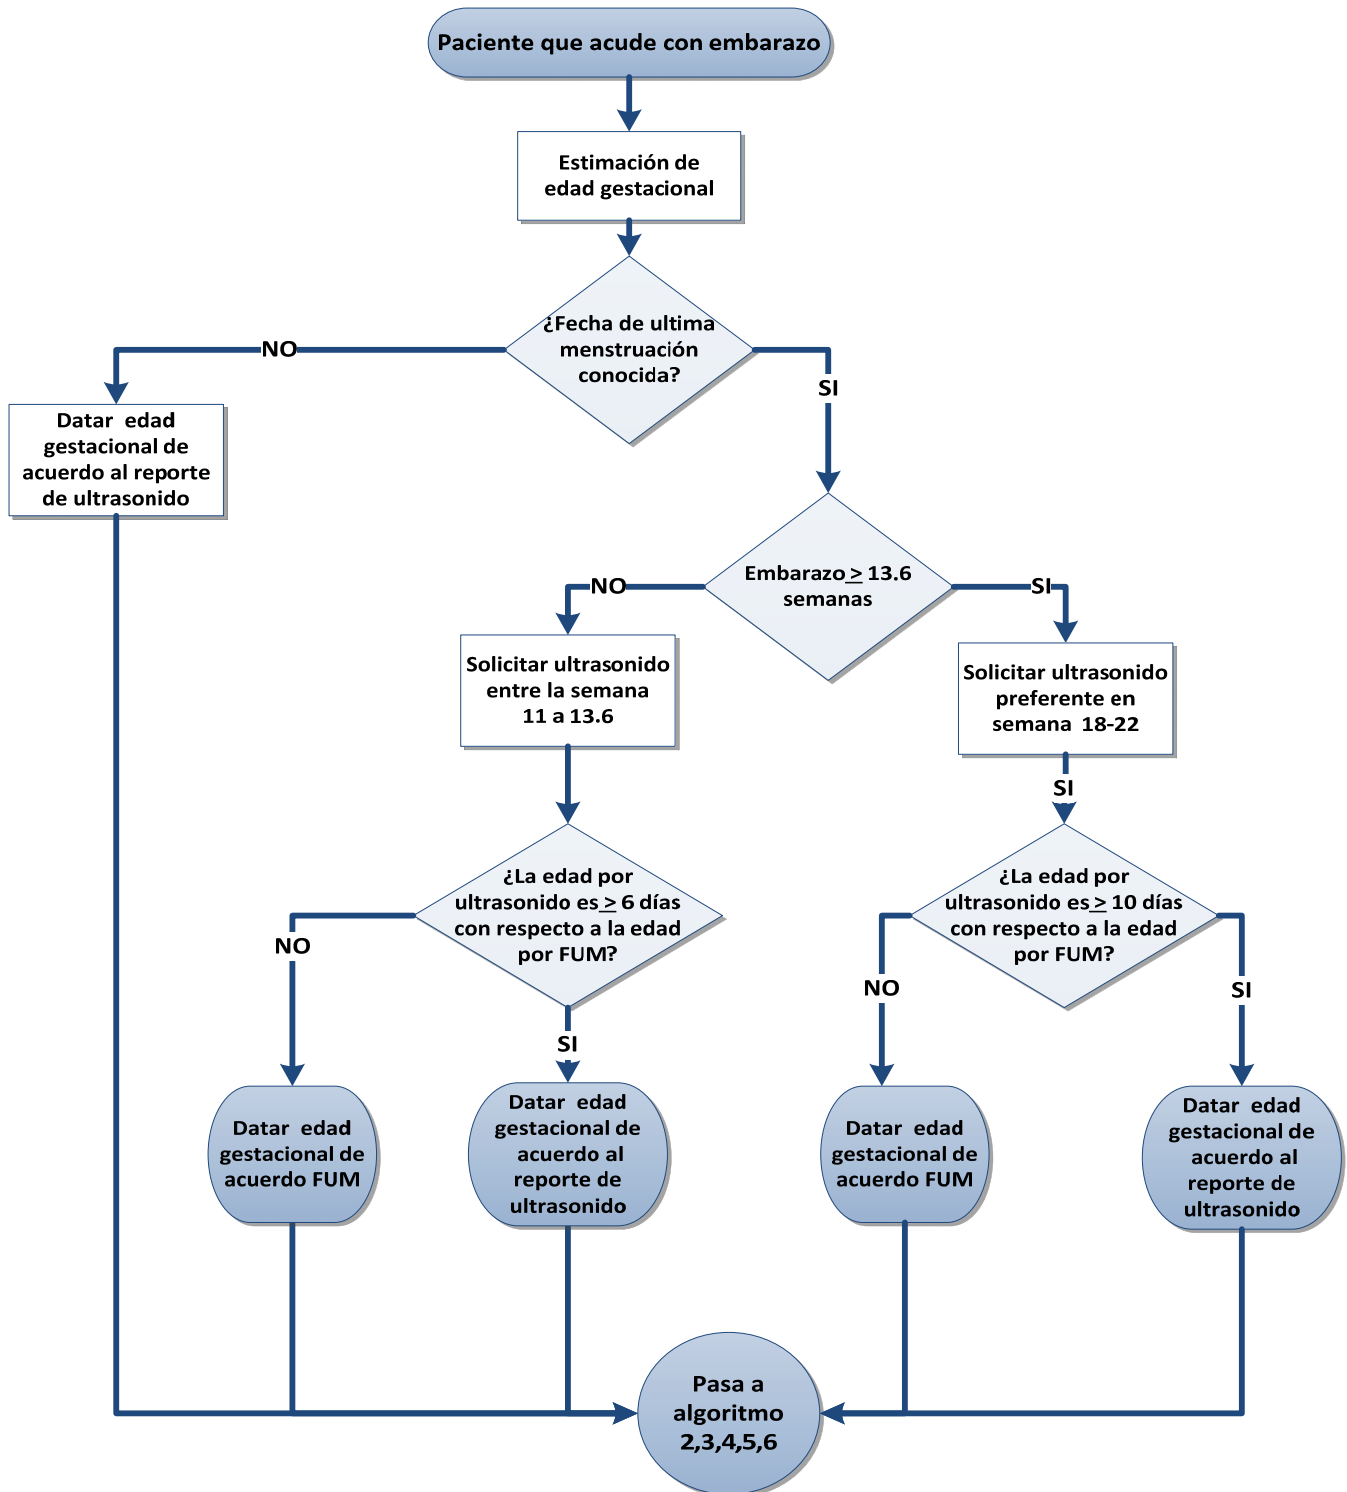 Paciente que acude con embarazo
Estimación de
edad gestacional
¿Fecha de ultima
menstruación
conocida?
NO
SI
Datar edad
gestacional de
acuerdo al reporte
de ultrasonido
Embarazo ≥ 13.6
semanas
NO
SI
Solicitar ultrasonido
entre la semana
11 a 13.6
Solicitar ultrasonido
preferente en
semana 18-22
SI
¿La edad por
ultrasonido es ≥ 6 días
con respecto a la edad
por FUM?
¿La edad por
ultrasonido es ≥ 10 días
con respecto a la edad
por FUM?
NO
SI
NO
SI
Datar edad
gestacional de
acuerdo FUM
Datar edad
gestacional de
acuerdo al
reporte de
ultrasonido
Datar edad
gestacional de
acuerdo FUM
Datar edad
gestacional de
acuerdo al
reporte de
ultrasonido
Pasa a
algoritmo
2,3,4,5,6